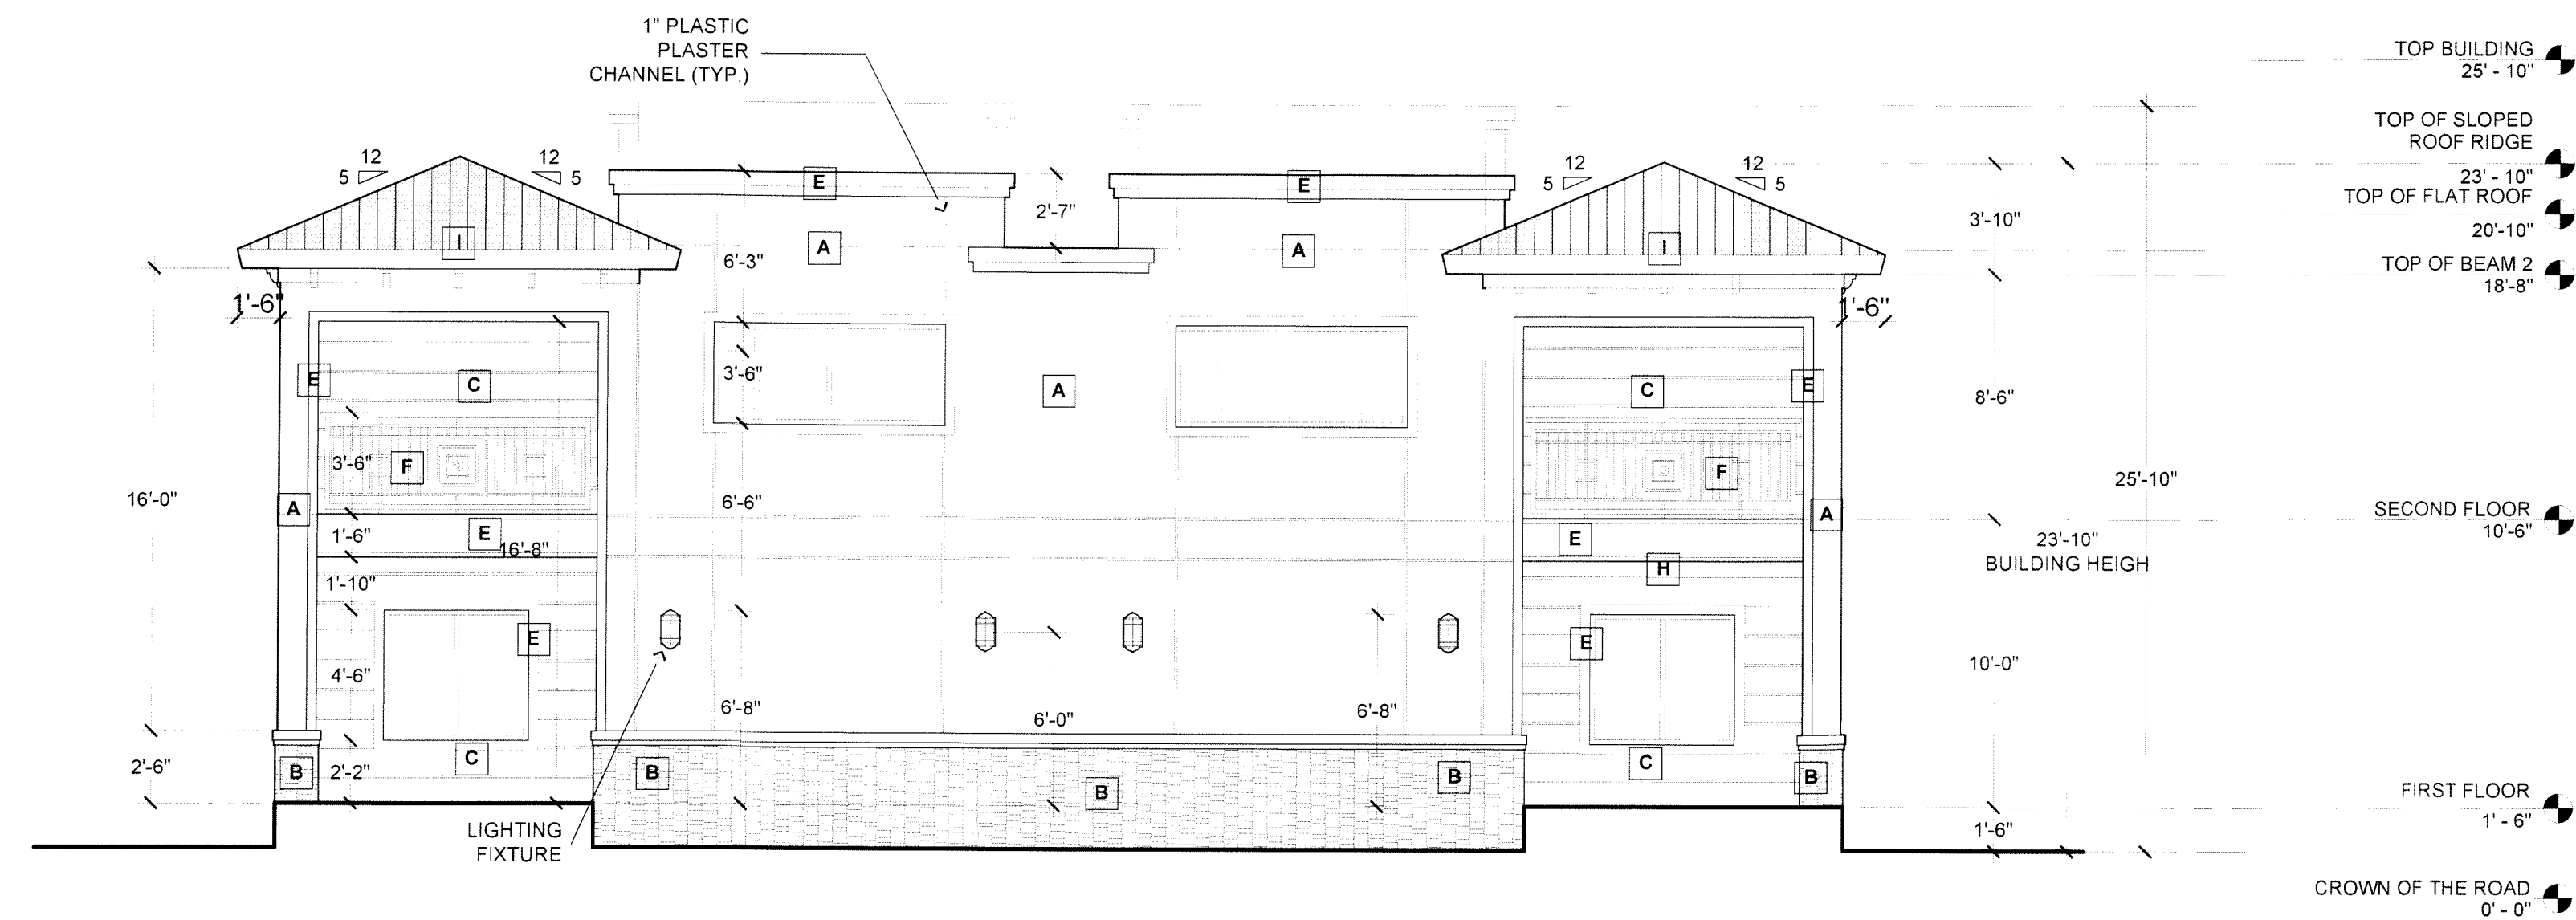 1" PLASTIC
PLASTER
CHANNEL (TYP.)
TOP BUILDING
25' - 10"
TOP OF SLOPED
ROOF RIDGE
23' - 10"
TOP OF FLAT ROOF
20'-10"
TOP OF BEAM 2
18'-8"
SECOND FLOOR
10'-6"
FIRST FLOOR
1' - 6"
CROWN OF THE ROAD
0' - 0"
12
5
12
5
12
5
12
5
E
E
2'-7"
3'-10"
I
A
A
I
6'-3"
1'-6"
1'-6"
E
C
3'-6"
A
C
E
8'-6"
3'-6"
F
F
25'-10"
16'-0"
A
6'-6"
A
1'-6"
E
16'-8"
E
23'-10"
BUILDING HEIGH
H
1'-10"
E
E
4'-6"
10'-0"
6'-8"
6'-0"
6'-8"
2'-6"
B
2'-2"
C
B
B
B
C
B
LIGHTING
FIXTURE
1'-6"